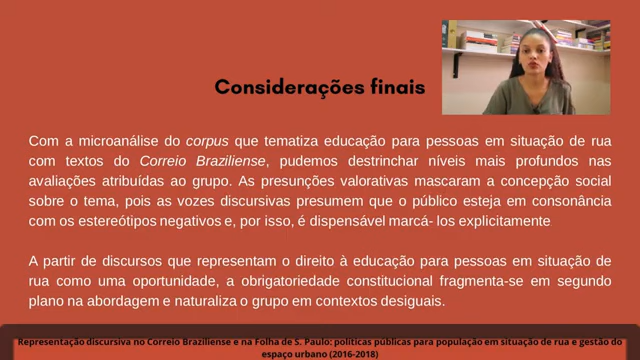 Considerações finais
Com a microanálise do corpus que tematiza educação para pessoas em situação de rua
com textos do Correio Braziliense, pudemos destrinchar níveis mais profundos nas
avaliações atribuídas ao grupo. As presunções valorativas mascaram a concepção social
sobre o tema, pois as vozes discursivas presumem que o público esteja em consonância
com os estereótipos negativos e, por isso, é dispensável marcá- los explicitamente.
A partir de discursos que representam o direito à educação para pessoas em situação de
rua como uma oportunidade, a obrigatoriedade constitucional fragmenta-se em segundo
plano na abordagem e naturaliza o grupo em contextos desiguais.
Representação discursiva no Correio Braziliense e na Folha de S. Paulo: políticas públicas para população em situação de rua e gestão do
espaço urbano (2016-2018)